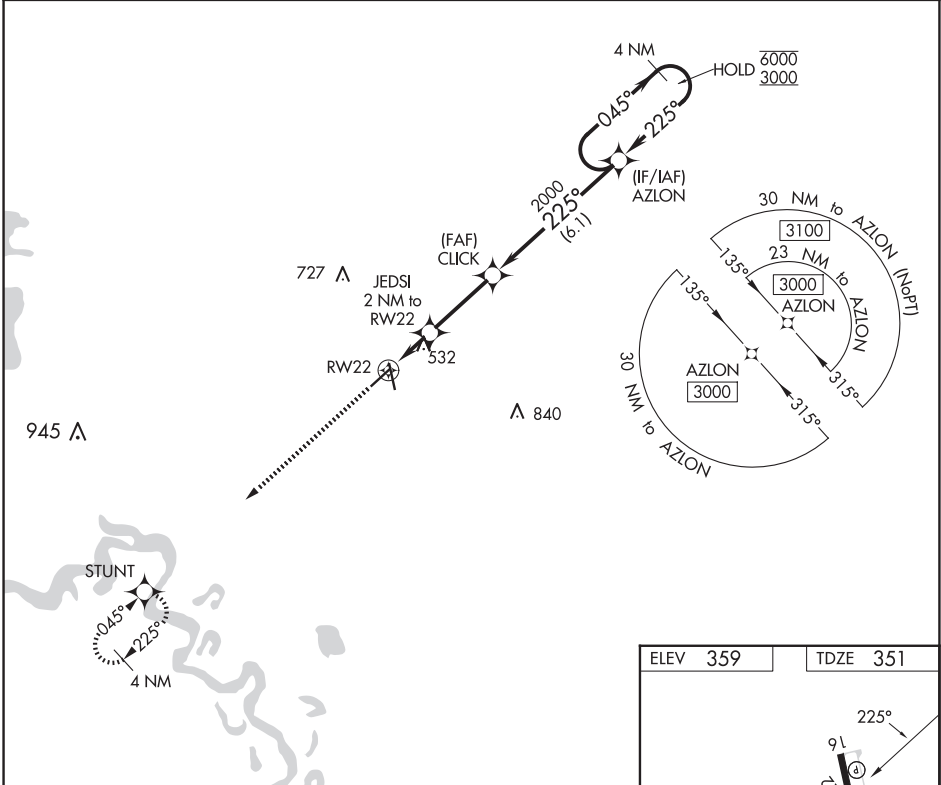 4 NM
HOLD
6000
3000
045°
225°
(IF/IAF)
AZLON
2000
225°
(6.1)
(FAF)
CLICK
30 NM to AZLON (NoPT)
3100
135°
23 NM to AZLON
3000
AZLON
315°
727
JEDSI
2 NM to
RW22
532
RW22
135°
AZLON
3000
315°
30 NM to AZLON
840
945
STUNT
045°
225°
4 NM
ELEV 359
TDZE 351
225°
16
P